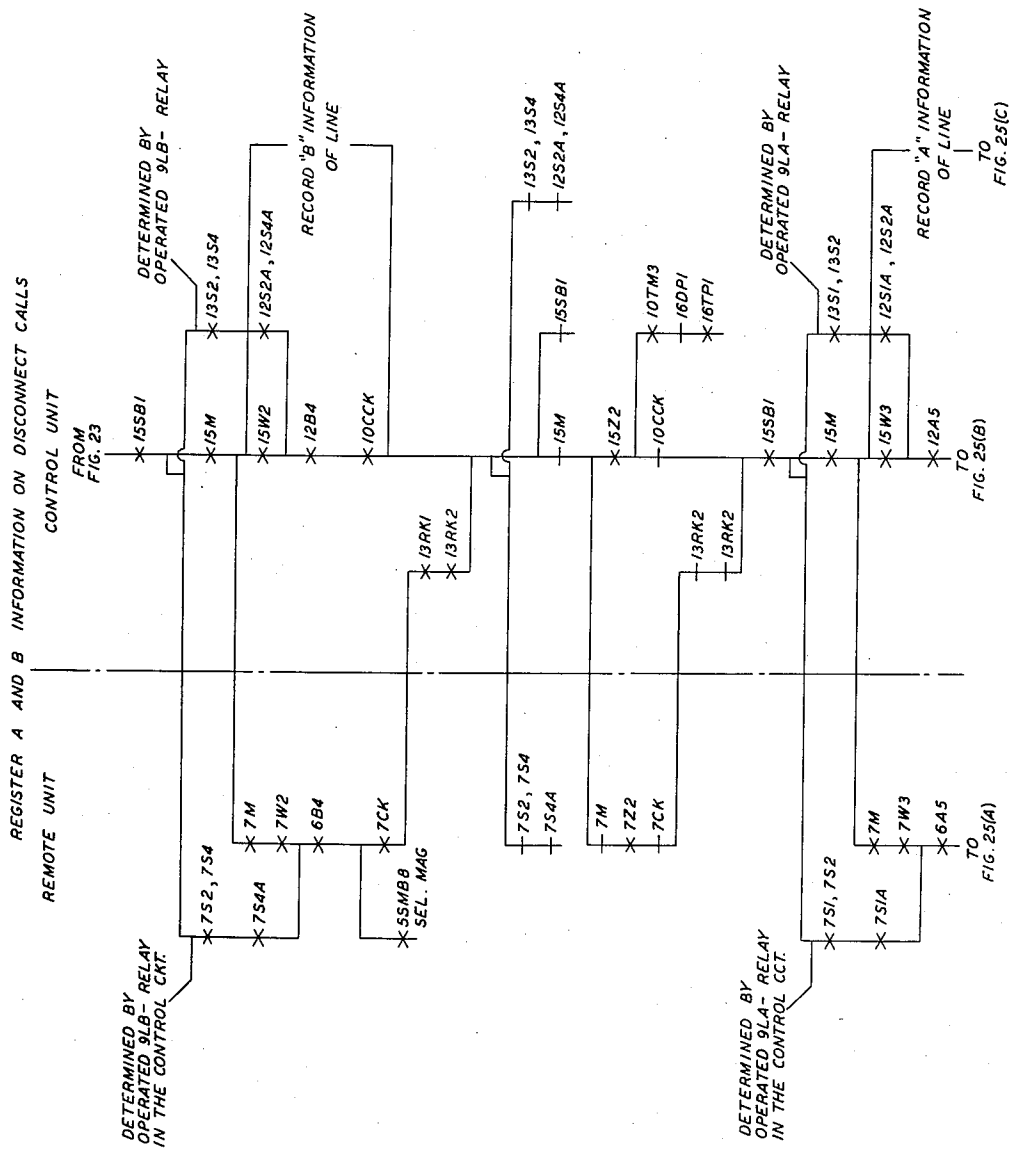 REGISTER A AND B INFORMATION ON DISCONNECT CALLS
REMOTE UNIT
CONTROL UNIT
FROM
FIG. 23
15SB1
DETERMINED BY
OPERATED 9LB- RELAY
IN THE CONTROL CKT.
7S2, 7S4
7S4A
7M
7W2
6B4
7CK
5SMB8
SEL. MAG
DETERMINED BY
OPERATED 9LB- RELAY
13S2, 13S4
12S2A, 12S4A
15M
15W2
12B4
10CCK
RECORD "B" INFORMATION
OF LINE
13RK1
13RK2
7S2, 7S4
7S4A
13S2, 13S4
12S2A, 12S4A
15M
15SB1
7M
7Z2
7CK
15Z2
10CCK
10TM3
16DP1
16TP1
13RK2
13RK2
15SB1
DETERMINED BY
OPERATED 9LA- RELAY
IN THE CONTROL CCT.
7S1, 7S2
7S1A
7M
7W3
6A5
TO
FIG. 25(A)
DETERMINED BY
OPERATED 9LA- RELAY
13S1, 13S2
12S1A, 12S2A
15M
15W3
12A5
TO
FIG. 25(B)
RECORD "A" INFORMATION
OF LINE
TO
FIG. 25(C)